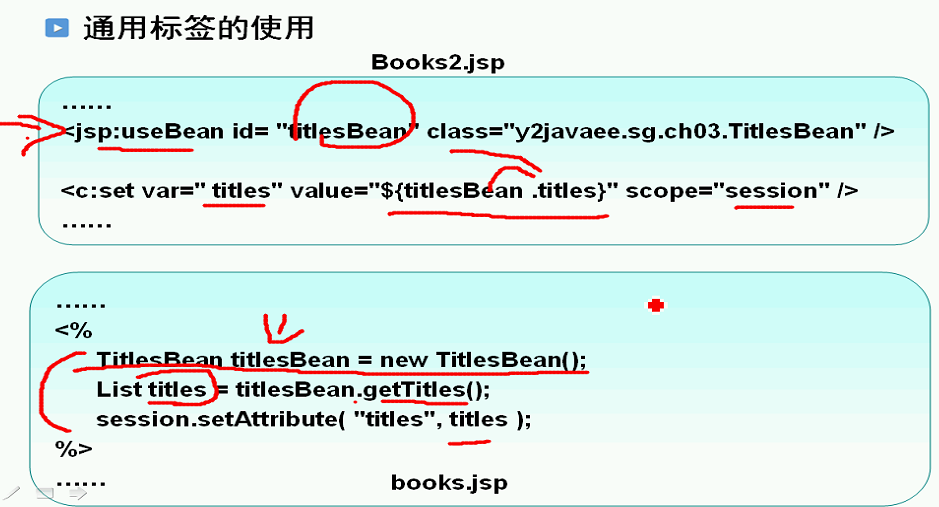 通用标签的使用
Books2.jsp
······
<jsp:useBean id= "titlesBean" class="y2javaee.sg.ch03.TitlesBean" />
<c:set var=" titles" value="${titlesBean .titles}" scope="session" />
······
······
<%
TitlesBean titlesBean = new TitlesBean();
List titles = titlesBean.getTitles();
session.setAttribute( "titles", titles );
%>
······
books.jsp